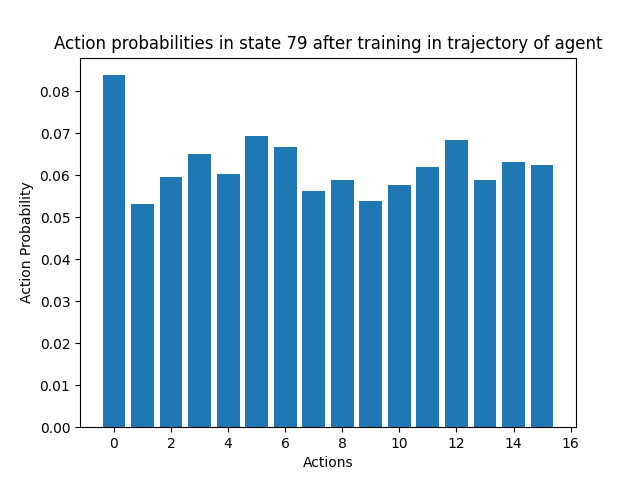 Action probabilities in state 79 after training in trajectory of agent
0.08
0.07
0.06
0.05
0.04
0.03
0.02
0.01
0.00
Action Probability
0 2 4 6 8 10 12 14 16
Actions